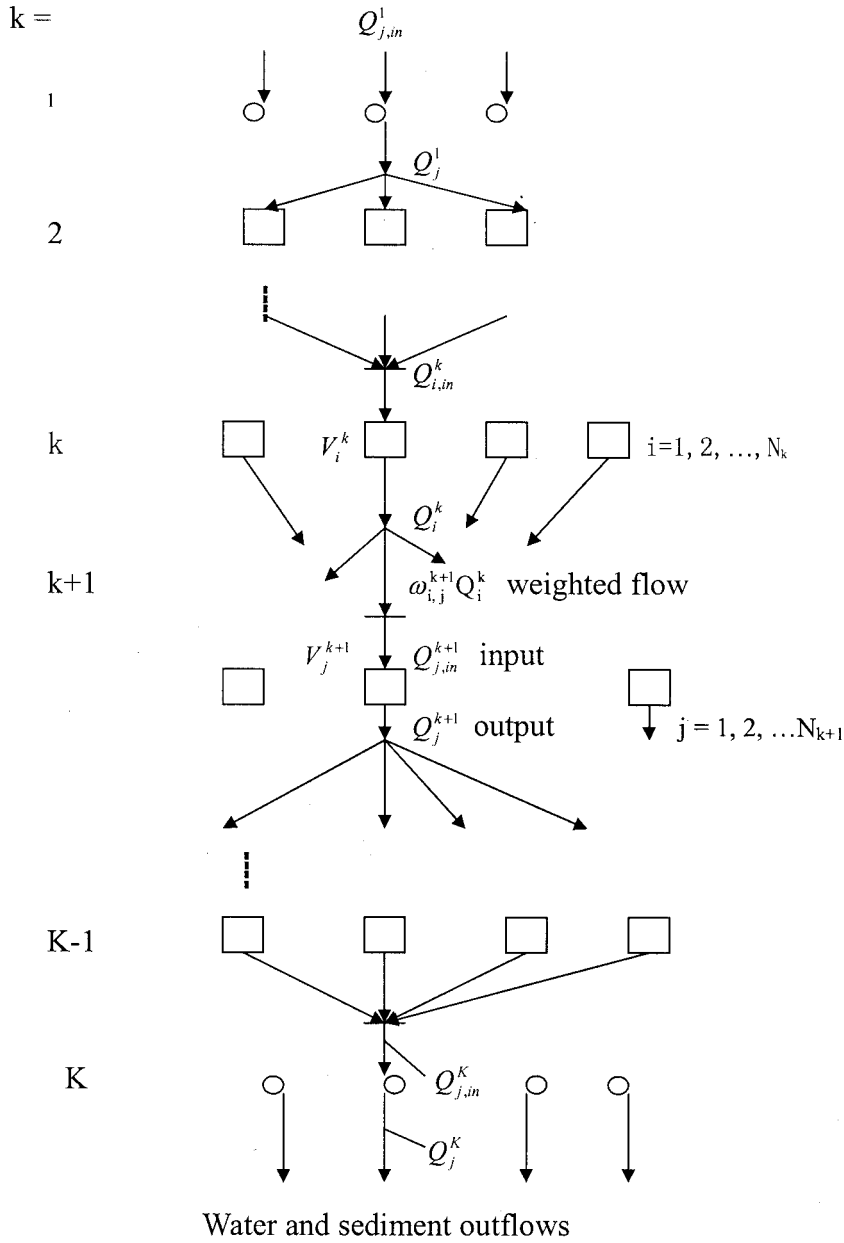 k =
Q^1_{j,in}
1
Q^1_j
2
Q^k_{i,in}
k
V^k_i
i=1, 2, ..., N_k
Q^k_i
k+1
ω^{k+1}_{i,j}Q^k_i weighted flow
V^{k+1}_j
Q^{k+1}_{j,in} input
Q^{k+1}_j output
j = 1, 2, ...N_{k+1}
K-1
K
Q^K_{j,in}
Q^K_j
Water and sediment outflows